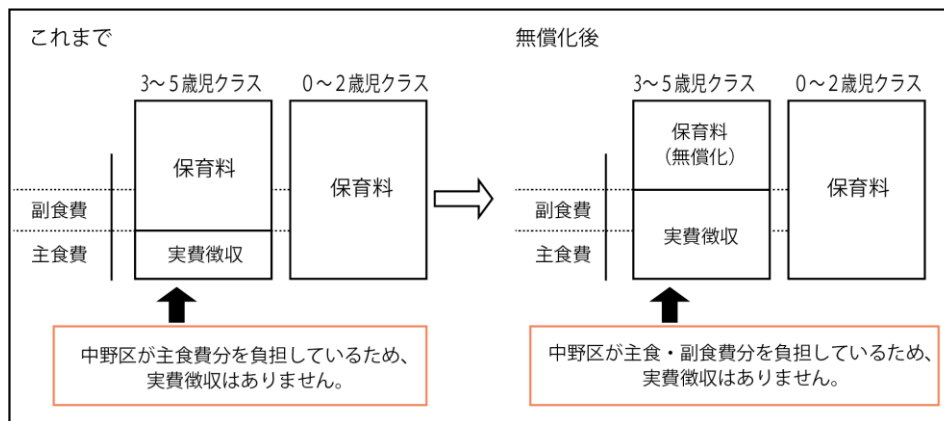 これまで
3〜5歳児クラス
0〜2歳児クラス
保育料
保育料
副食費
主食費
実費徴収
中野区が主食費分を負担しているため、
実費徴収はありません。
無償化後
3〜5歳児クラス
0〜2歳児クラス
保育料
（無償化）
保育料
副食費
主食費
実費徴収
中野区が主食・副食費分を負担しているため、
実費徴収はありません。